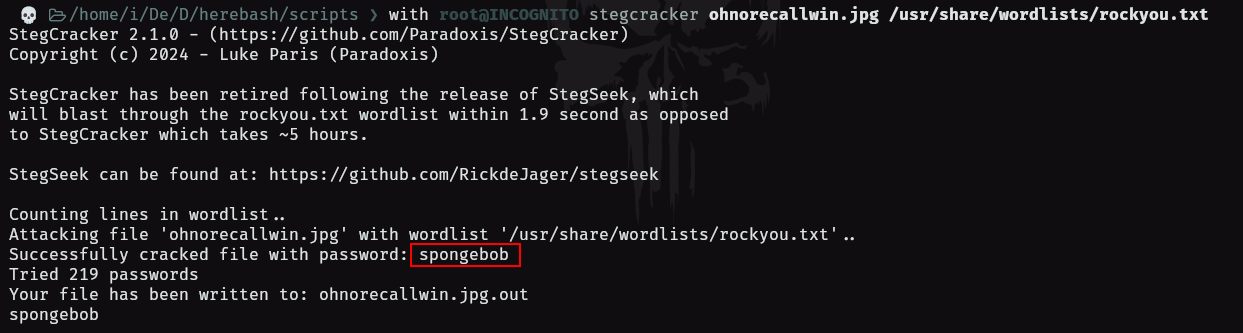 💀 /home/i/De/D/herebash/scripts ❯ with root@INCOGNITO stegcracker ohnorecallwin.jpg /usr/share/wordlists/rockyou.txt
StegCracker 2.1.0 - (https://github.com/Paradoxis/StegCracker)
Copyright (c) 2024 - Luke Paris (Paradoxis)
StegCracker has been retired following the release of StegSeek, which
will blast through the rockyou.txt wordlist within 1.9 second as opposed
to StegCracker which takes ~5 hours.
StegSeek can be found at: https://github.com/RickdeJager/stegseek
Counting lines in wordlist..
Attacking file 'ohnorecallwin.jpg' with wordlist '/usr/share/wordlists/rockyou.txt'..
Successfully cracked file with password: spongebob
Tried 219 passwords
Your file has been written to: ohnorecallwin.jpg.out
spongebob